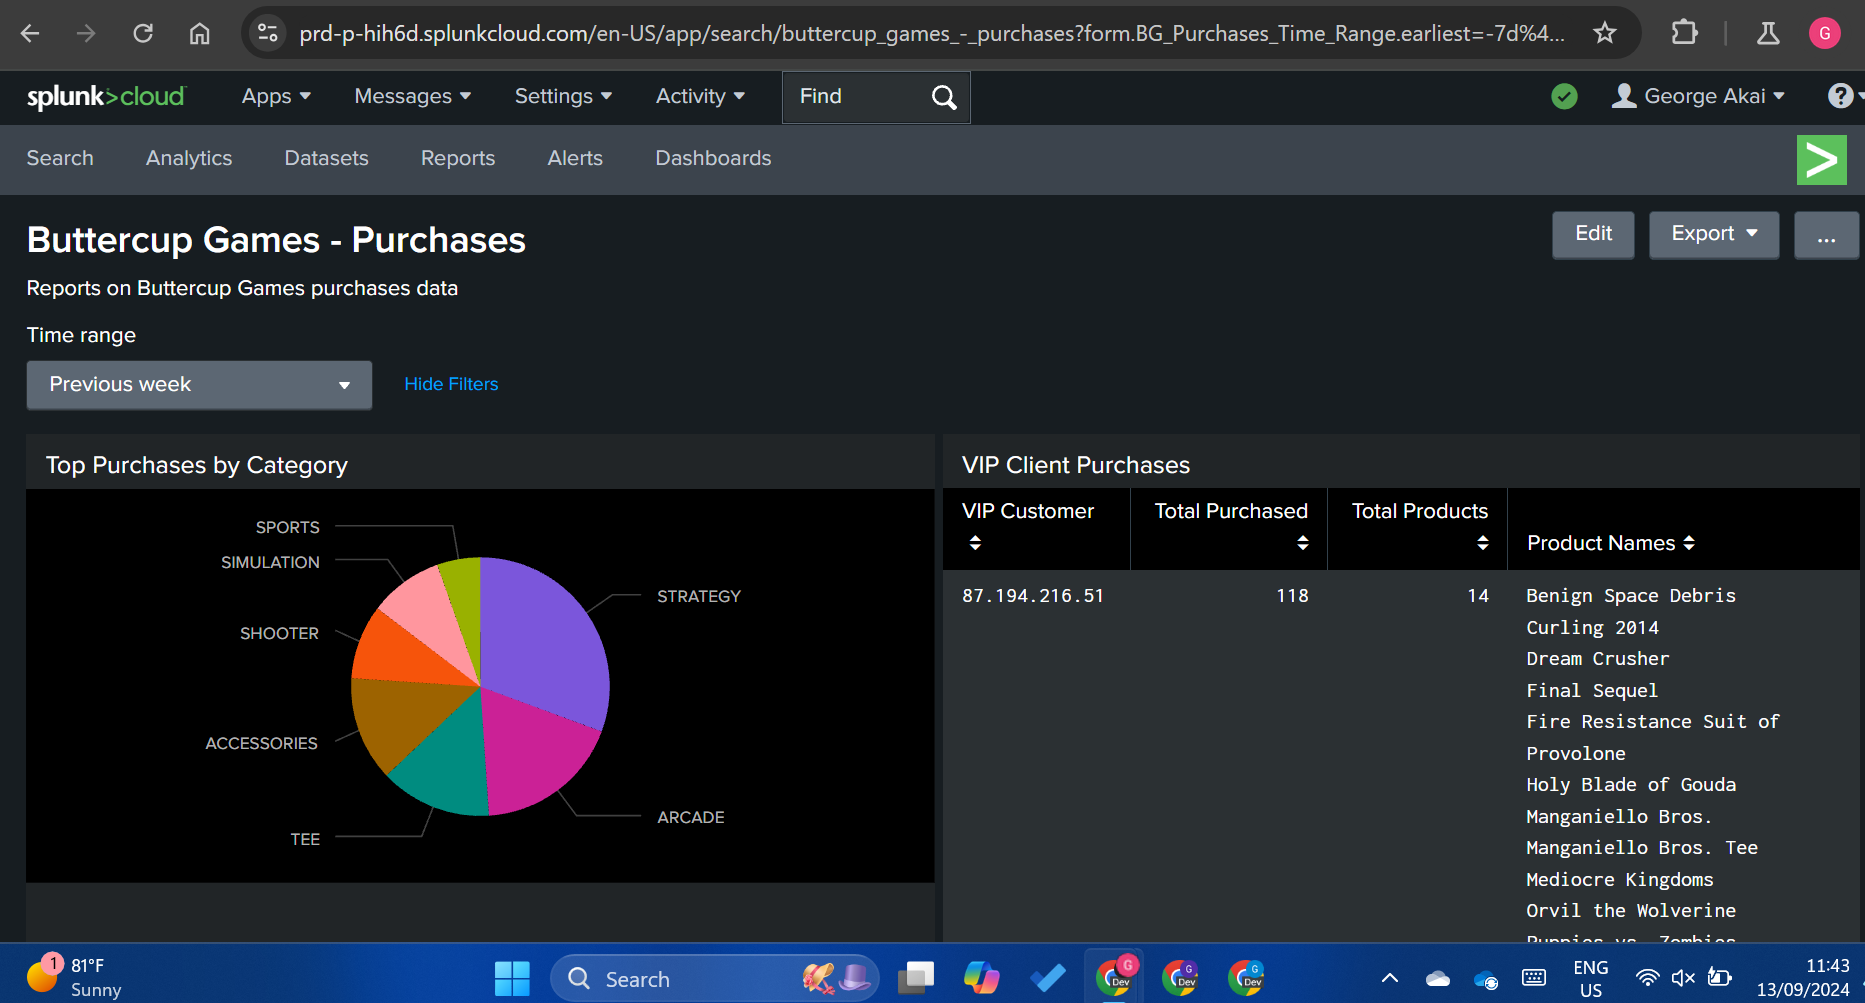 prd-p-hih6d.splunkcloud.com/en-US/app/search/buttercup_games_-_purchases?form.BG_Purchases_Time_Range.earliest=-7d%4...
G
splunk>cloud
Apps
Messages
Settings
Activity
Find
George Akai
?
Search
Analytics
Datasets
Reports
Alerts
Dashboards
>
Buttercup Games - Purchases
Edit
Export
...
Reports on Buttercup Games purchases data
Time range
Previous week
Hide Filters
Top Purchases by Category
SPORTS
SIMULATION
SHOOTER
ACCESSORIES
TEE
STRATEGY
ARCADE
VIP Client Purchases
VIP Customer
Total Purchased
Total Products
Product Names
87.194.216.51
118
14
Benign Space Debris
Curling 2014
Dream Crusher
Final Sequel
Fire Resistance Suit of
Provolone
Holy Blade of Gouda
Manganiello Bros.
Manganiello Bros. Tee
Mediocre Kingdoms
Orvil the Wolverine
Puppies vs. Zombies
1
81°F
Sunny
Search
G
Dev
G
Dev
G
Dev
ENG
US
11:43
13/09/2024